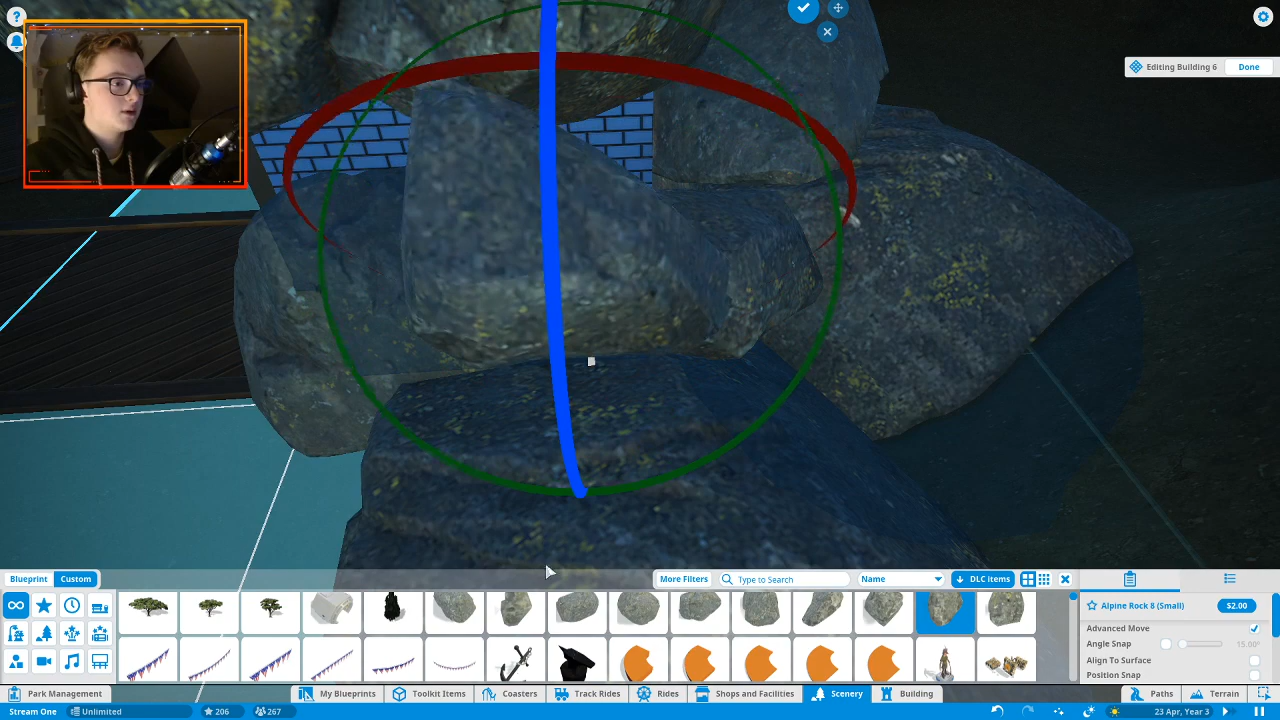 Editing Building 6
Done
Blueprint
Custom
More Filters
Type to Search
Name
DLC items
Alpine Rock 8 (Small)
$2.00
Advanced Move
Angle Snap
15.00°
Align To Surface
Position Snap
Park Management
My Blueprints
Toolkit Items
Coasters
Track Rides
Rides
Shops and Facilities
Scenery
Building
Paths
Terrain
Stream One
Unlimited
206
267
23 Apr, Year 3